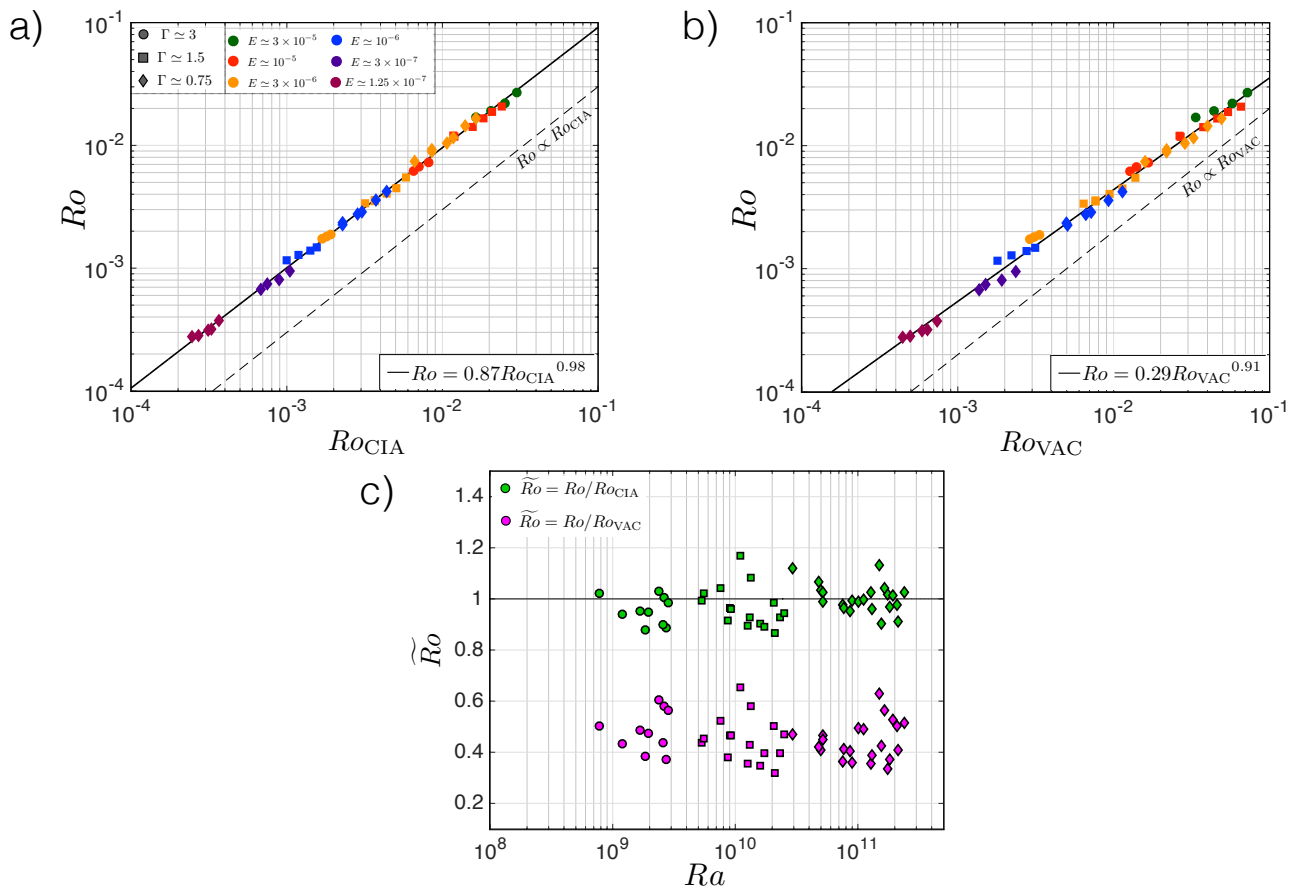 a)
10^-1
10^-2
10^-3
10^-4
Ro
Γ ≃ 3
Γ ≃ 1.5
Γ ≃ 0.75
E ≃ 3 × 10^-5
E ≃ 10^-5
E ≃ 3 × 10^-6
E ≃ 10^-6
E ≃ 3 × 10^-7
E ≃ 1.25 × 10^-7
Ro ∝ Ro_CIA
Ro = 0.87Ro_CIA^0.98
10^-4
10^-3
10^-2
10^-1
Ro_CIA
b)
10^-1
10^-2
10^-3
10^-4
Ro
Ro ∝ Ro_VAC
Ro = 0.29Ro_VAC^0.91
10^-4
10^-3
10^-2
10^-1
Ro_VAC
c)
1.4
1.2
1
0.8
0.6
0.4
0.2
R͠o
R͠o = Ro/Ro_CIA
R͠o = Ro/Ro_VAC
10^8
10^9
10^10
10^11
Ra